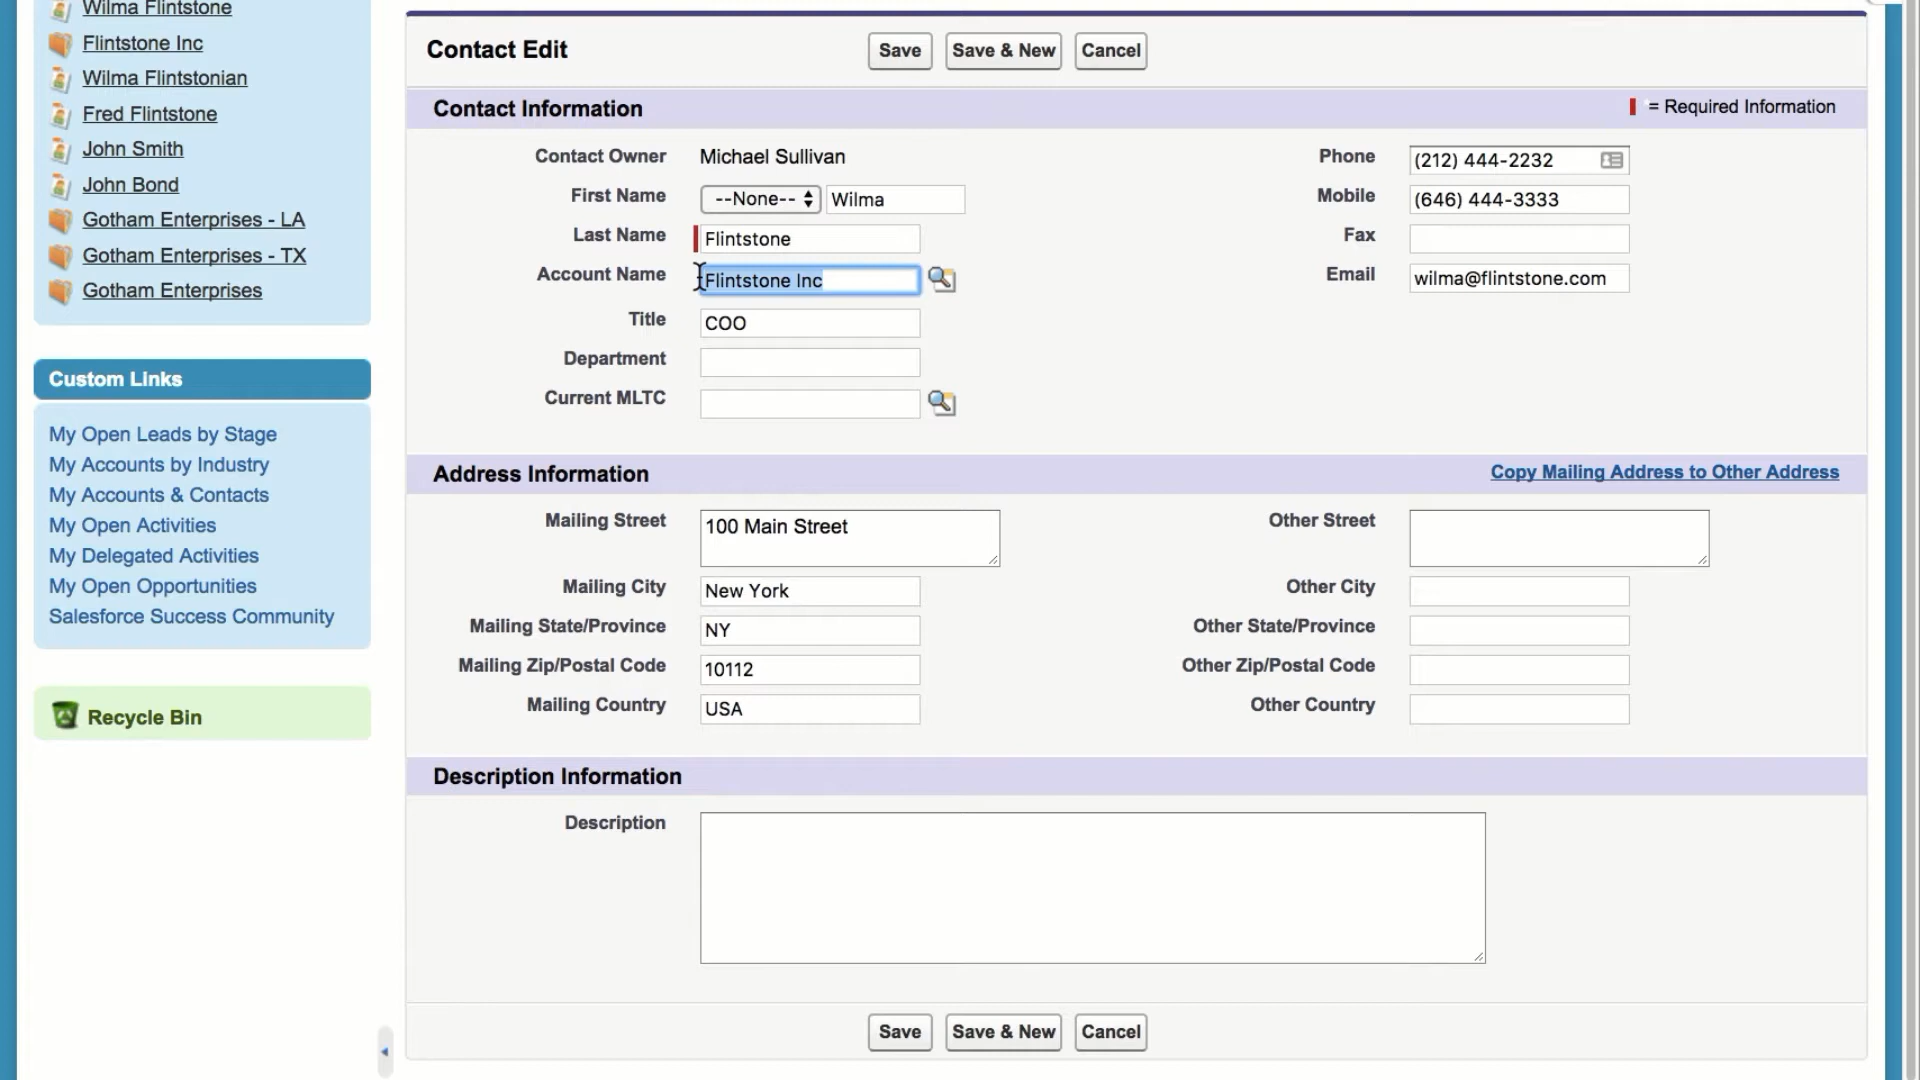 Wilma Flintstone
Flintstone Inc
Wilma Flintstonian
Fred Flintstone
John Smith
John Bond
Gotham Enterprises - LA
Gotham Enterprises - TX
Gotham Enterprises
Custom Links
My Open Leads by Stage
My Accounts by Industry
My Accounts & Contacts
My Open Activities
My Delegated Activities
My Open Opportunities
Salesforce Success Community
Recycle Bin
Contact Edit Save Save & New Cancel
Contact Information = Required Information
Contact Owner Michael Sullivan Phone (212) 444-2232
First Name --None-- Wilma Mobile (646) 444-3333
Last Name Flintstone Fax
Account Name Flintstone Inc Email wilma@flintstone.com
Title COO
Department
Current MLTC
Address Information Copy Mailing Address to Other Address
Mailing Street 100 Main Street Other Street
Mailing City New York Other City
Mailing State/Province NY Other State/Province
Mailing Zip/Postal Code 10112 Other Zip/Postal Code
Mailing Country USA Other Country
Description Information
Description
Save Save & New Cancel